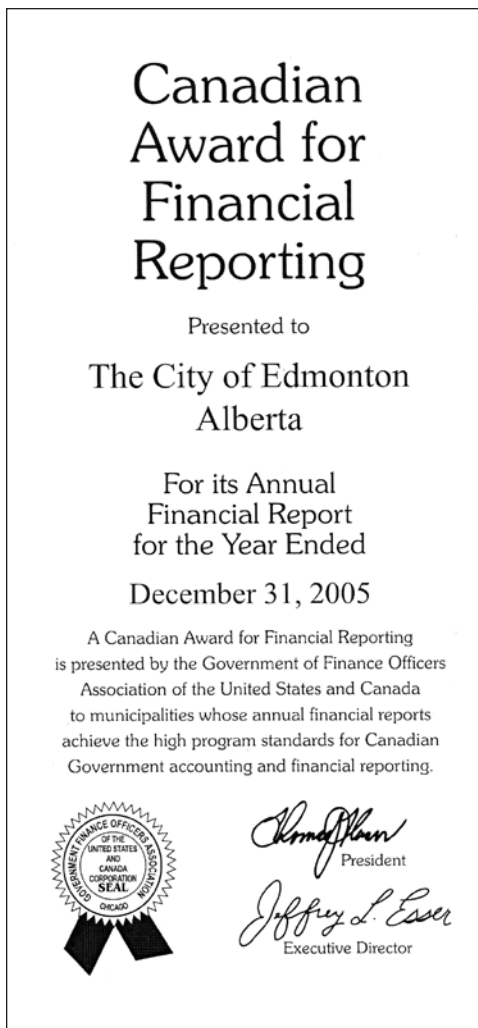 Canadian
Award for
Financial
Reporting
Presented to
The City of Edmonton
Alberta
For its Annual
Financial Report
for the Year Ended
December 31, 2005
A Canadian Award for Financial Reporting
is presented by the Government of Finance Officers
Association of the United States and Canada
to municipalities whose annual financial reports
achieve the high program standards for Canadian
Government accounting and financial reporting.
GOVERNMENT FINANCE OFFICERS ASSOCIATION
OF THE
UNITED STATES
AND
CANADA
CORPORATION
SEAL
CHICAGO
President
Jeffrey L. Esser
Executive Director